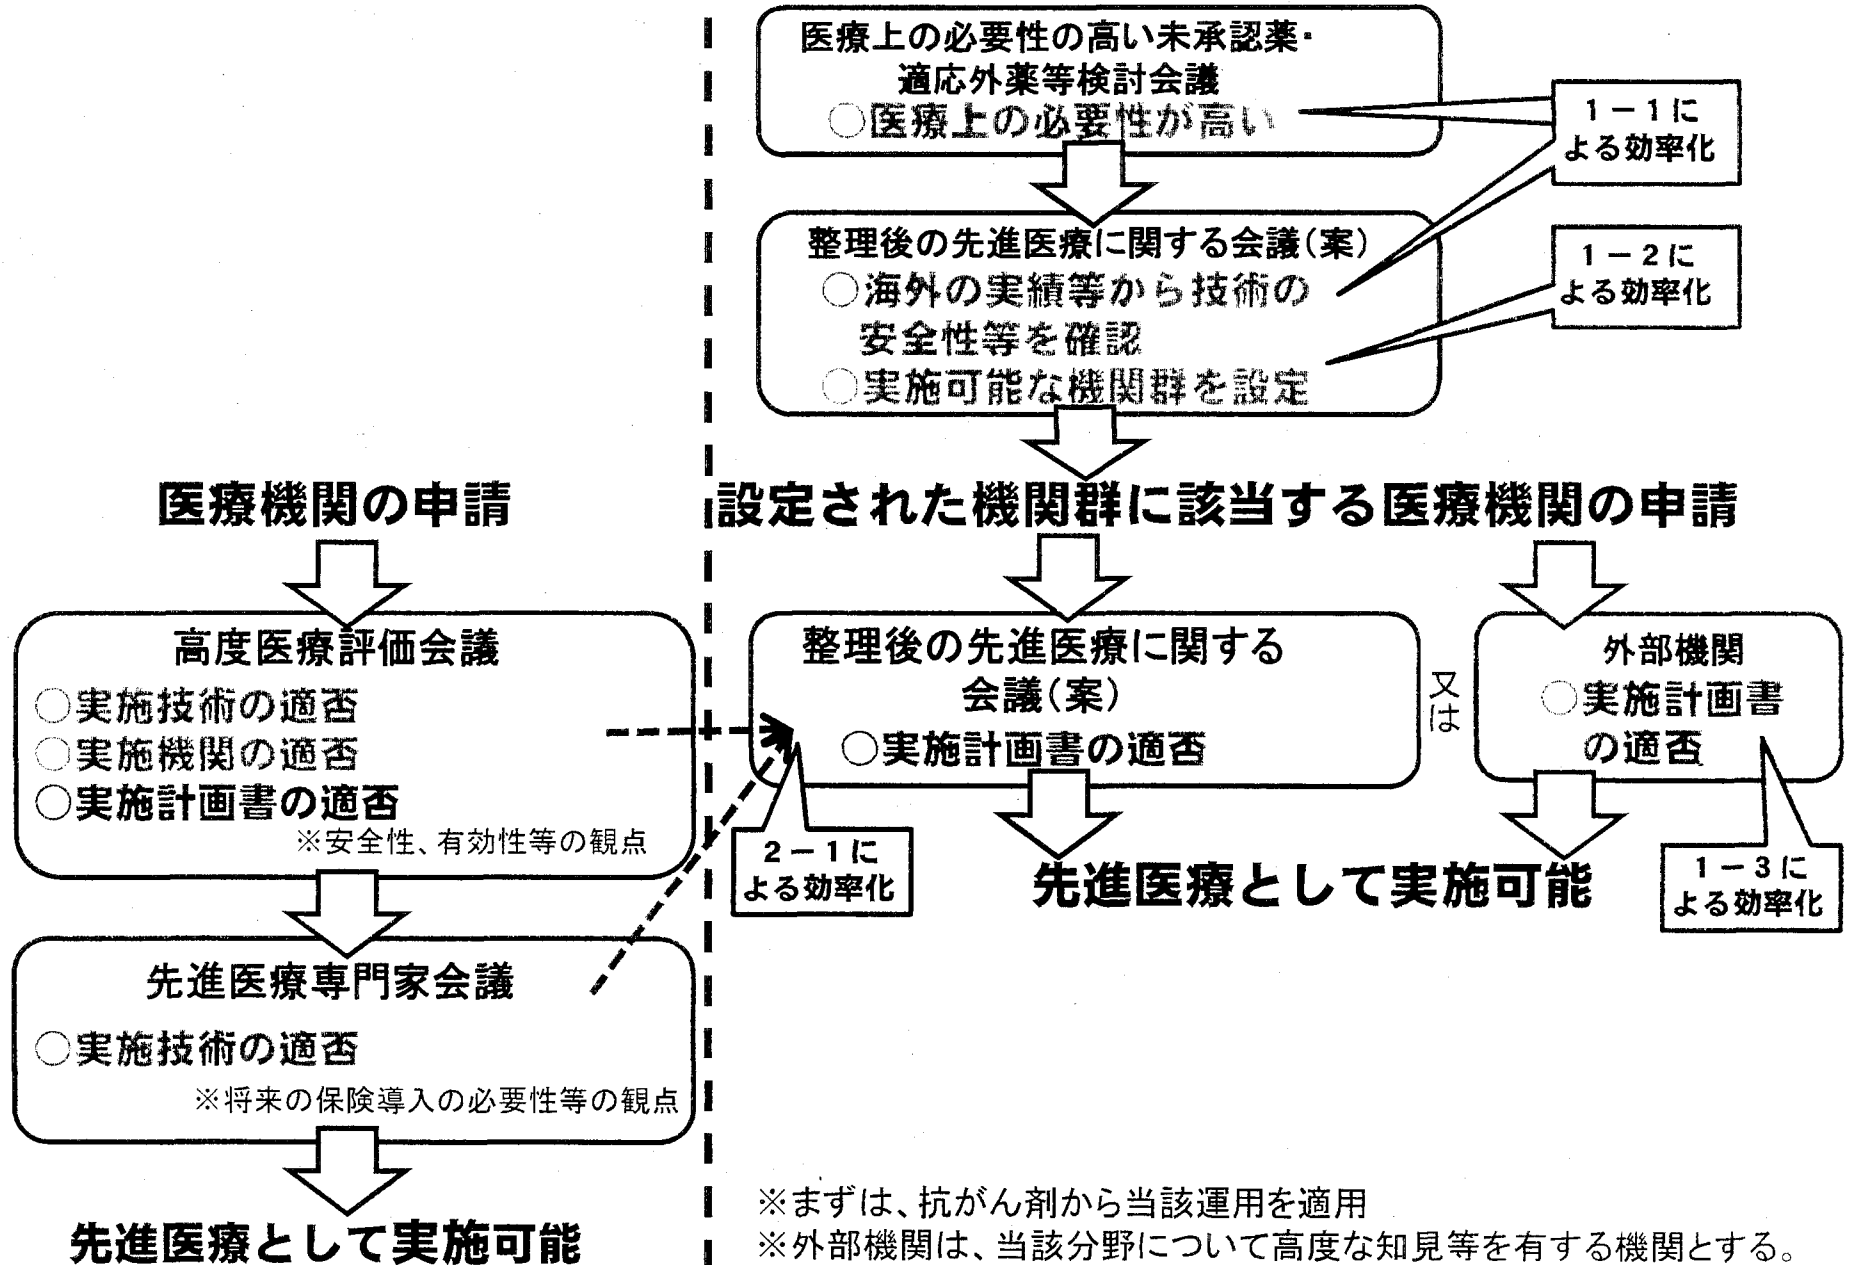 医療機関の申請
高度医療評価会議
○実施技術の適否
○実施機関の適否
○実施計画書の適否
※安全性、有効性等の観点
先進医療専門家会議
○実施技術の適否
※将来の保険導入の必要性等の観点
先進医療として実施可能
医療上の必要性の高い未承認薬・
適応外薬等検討会議
○医療上の必要性が高い
1－1に
よる効率化
整理後の先進医療に関する会議(案)
○海外の実績等から技術の
安全性等を確認
○実施可能な機関群を設定
1－2に
よる効率化
設定された機関群に該当する医療機関の申請
整理後の先進医療に関する
会議(案)
○実施計画書の適否
又
は
外部機関
○実施計画書
の適否
2－1に
よる効率化
先進医療として実施可能
1－3に
よる効率化
※まずは、抗がん剤から当該運用を適用
※外部機関は、当該分野について高度な知見等を有する機関とする。